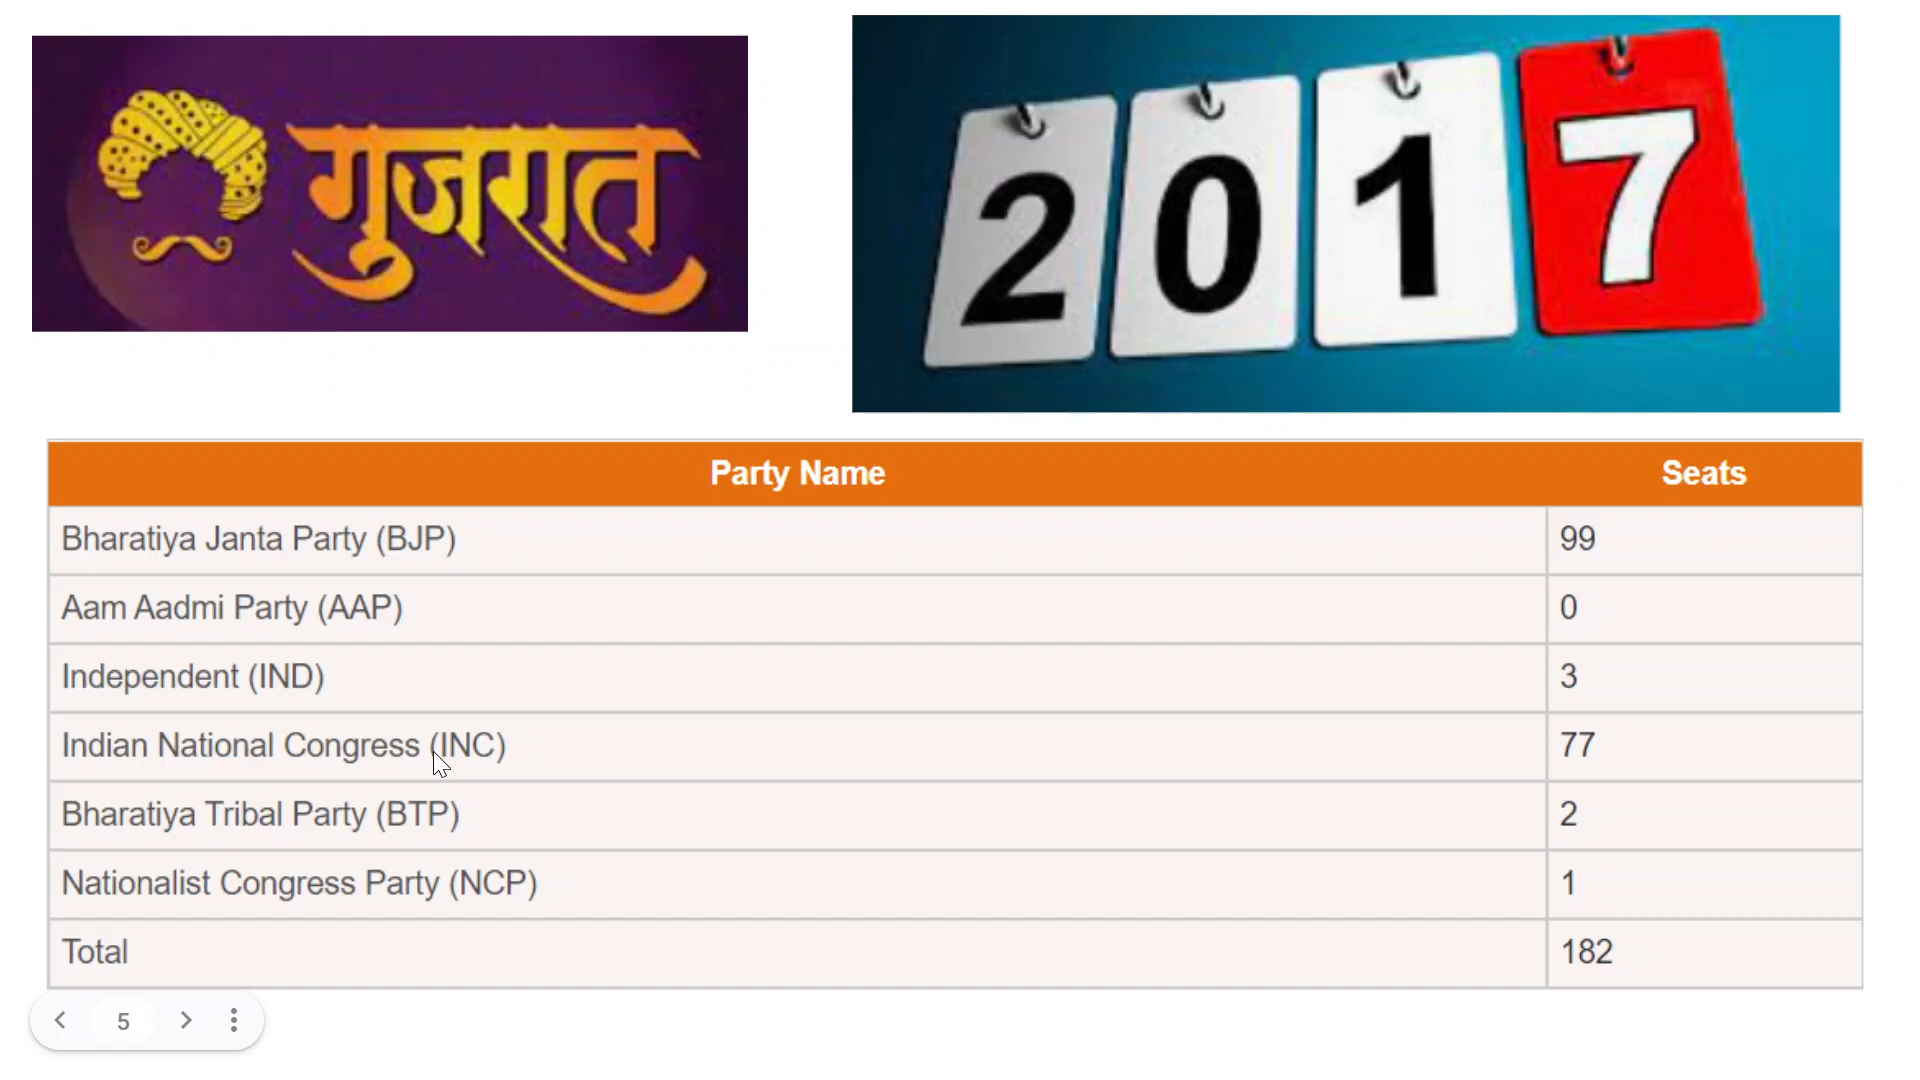 गुजरात
2017
Party Name Seats
Bharatiya Janta Party (BJP) 99
Aam Aadmi Party (AAP) 0
Independent (IND) 3
Indian National Congress (INC) 77
Bharatiya Tribal Party (BTP) 2
Nationalist Congress Party (NCP) 1
Total 182
5